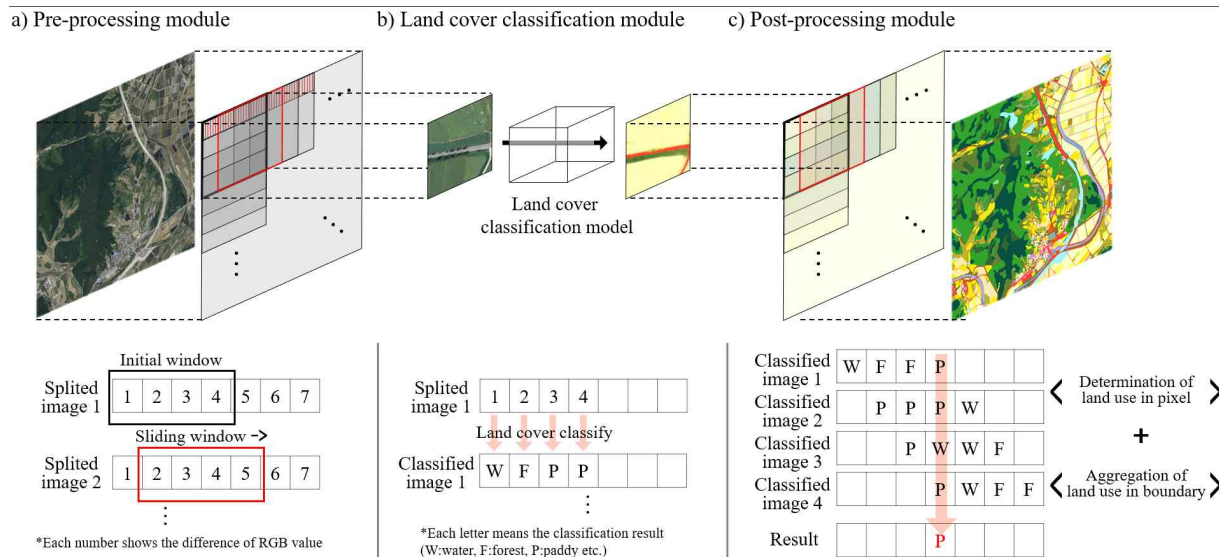 a) Pre-processing module
b) Land cover classification module
c) Post-processing module
Land cover
classification model
Initial window
Splited
image 1
1 2 3 4 5 6 7
Sliding window ->
Splited
image 2
1 2 3 4 5 6 7
*Each number shows the difference of RGB value
Splited
image 1
1 2 3 4
Land cover classify
Classified
image 1
W F P P
*Each letter means the classification result
(W:water, F:forest, P:paddy etc.)
Classified
image 1
W F F P
Classified
image 2
P P P W
Classified
image 3
P W W F
Classified
image 4
P W F F
Result
P
Determination of
land use in pixel
+
Aggregation of
land use in boundary